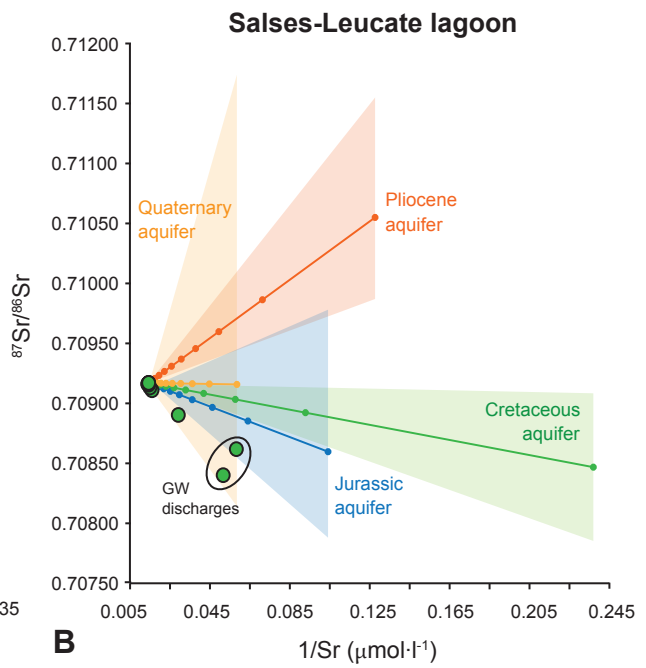 Salses-Leucate lagoon
0.71200
0.71150
0.71100
0.71050
0.71000
0.70950
0.70900
0.70850
0.70800
0.70750
⁸⁷Sr/⁸⁶Sr
Quaternary
aquifer
Pliocene
aquifer
Cretaceous
aquifer
Jurassic
aquifer
GW
discharges
35
0.005 0.045 0.085 0.125 0.165 0.205 0.245
B
1/Sr (μmol·l⁻¹)